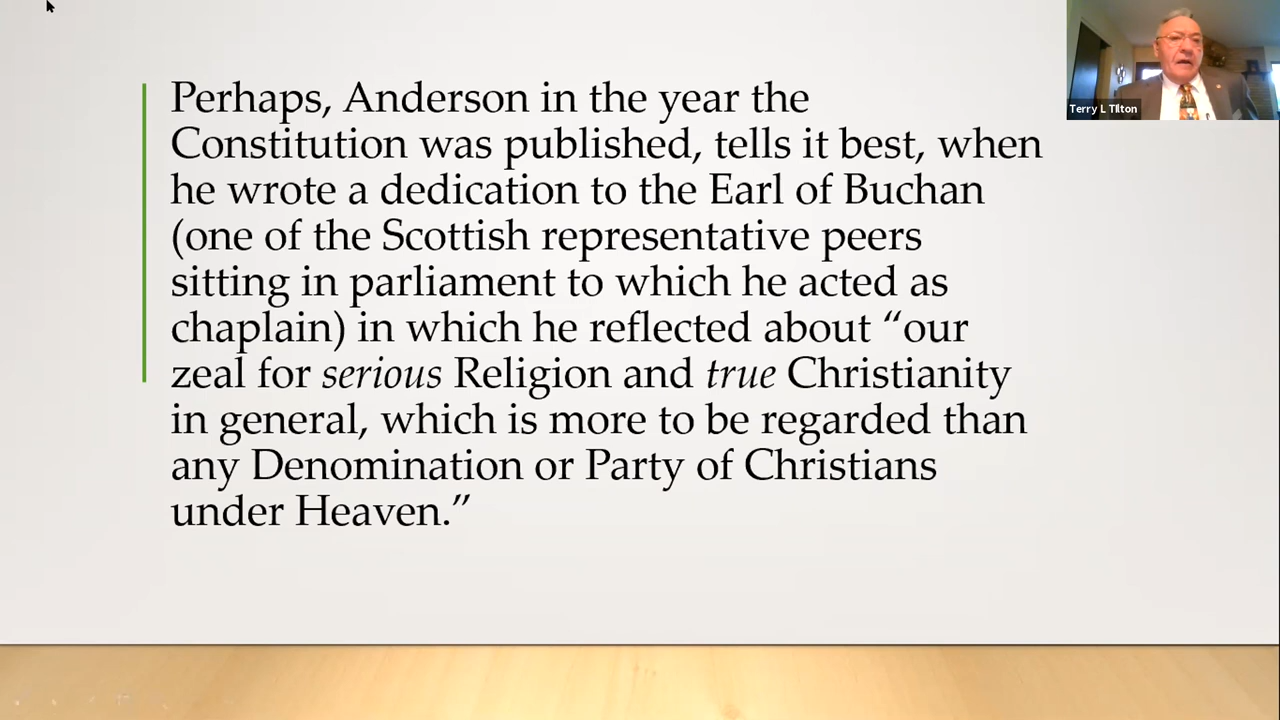 Perhaps, Anderson in the year the
Constitution was published, tells it best, when
he wrote a dedication to the Earl of Buchan
(one of the Scottish representative peers
sitting in parliament to which he acted as
chaplain) in which he reflected about “our
zeal for serious Religion and true Christianity
in general, which is more to be regarded than
any Denomination or Party of Christians
under Heaven.”
Terry L Tilton